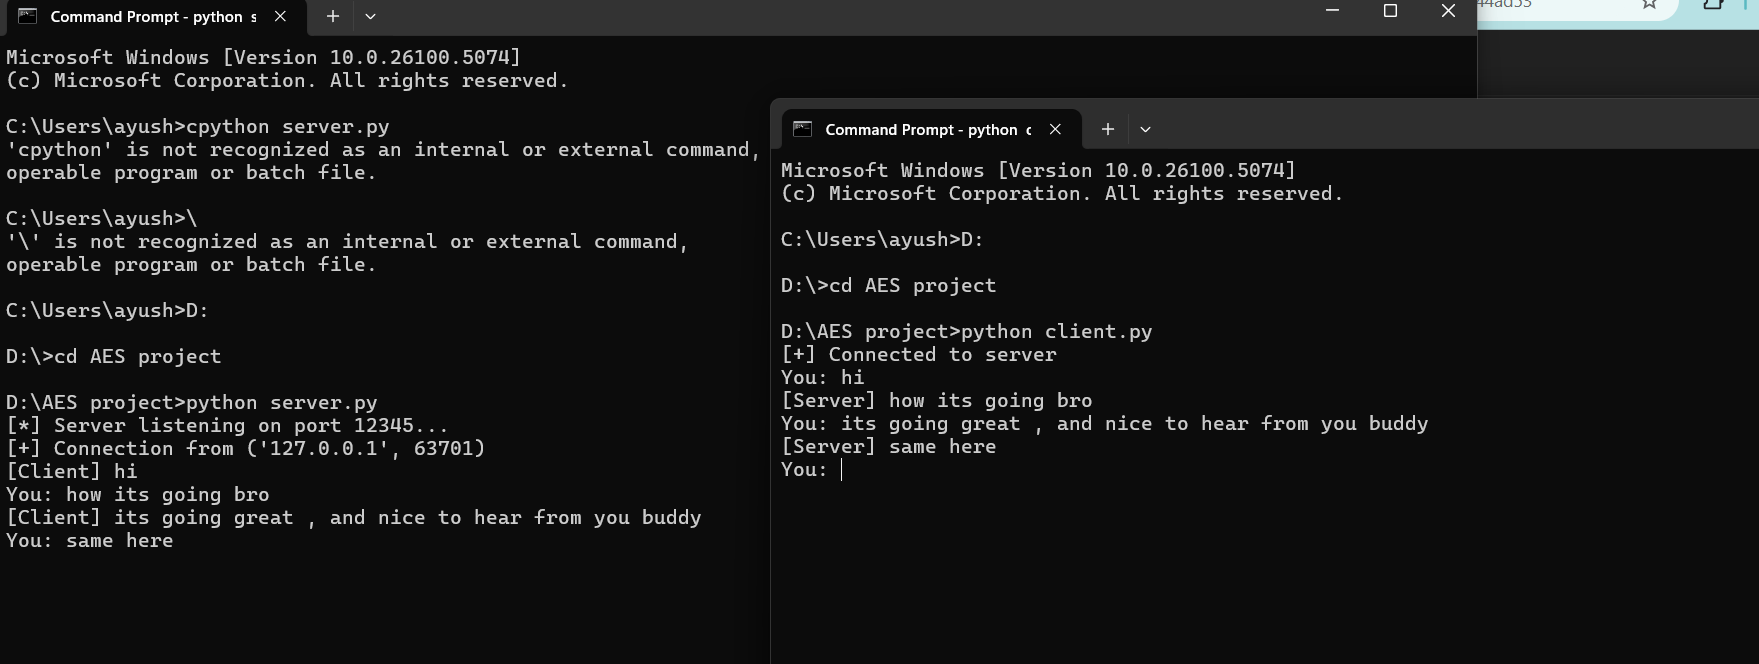 Command Prompt - python s
Microsoft Windows [Version 10.0.26100.5074]
(c) Microsoft Corporation. All rights reserved.
C:\Users\ayush>cpython server.py
'cpython' is not recognized as an internal or external command,
operable program or batch file.
C:\Users\ayush>\
'\' is not recognized as an internal or external command,
operable program or batch file.
C:\Users\ayush>D:
D:\>cd AES project
D:\AES project>python server.py
[*] Server listening on port 12345...
[+] Connection from ('127.0.0.1', 63701)
[Client] hi
You: how its going bro
[Client] its going great , and nice to hear from you buddy
You: same here
Command Prompt - python c
Microsoft Windows [Version 10.0.26100.5074]
(c) Microsoft Corporation. All rights reserved.
C:\Users\ayush>D:
D:\>cd AES project
D:\AES project>python client.py
[+] Connected to server
You: hi
[Server] how its going bro
You: its going great , and nice to hear from you buddy
[Server] same here
You: